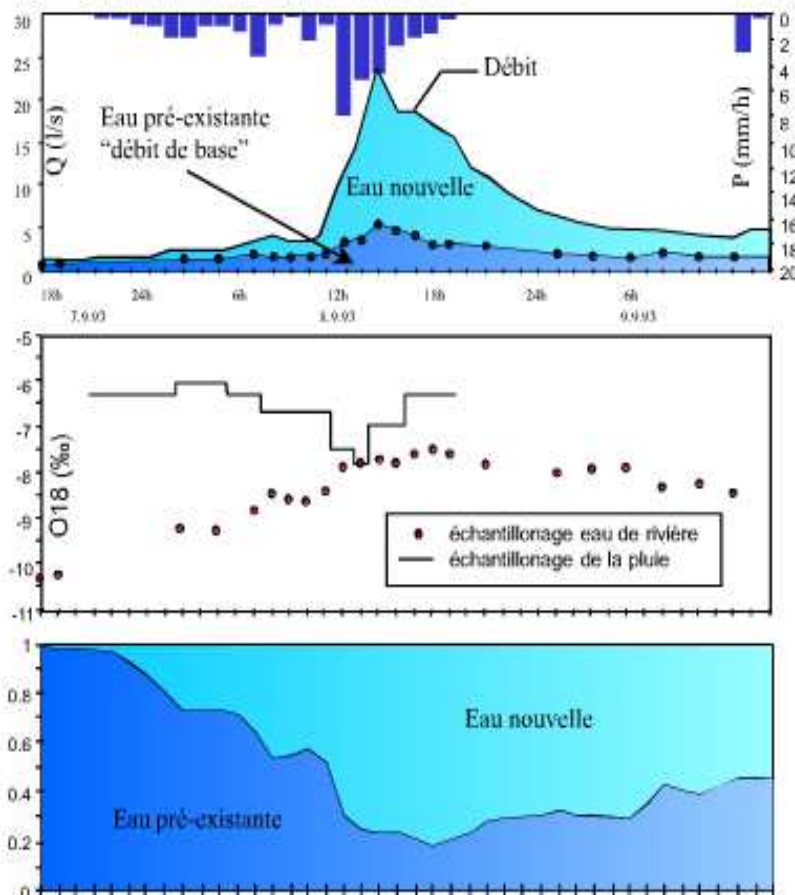 30
25
20
15
10
5
0
Q (l/s)
Eau pré-existante
“débit de base”
Débit
Eau nouvelle
0
2
4
6
8
10
12
14
16
18
20
P (mm/h)
18h
24h
6h
12h
18h
24h
6h
7.9.93
8.9.93
9.9.93
-5
-6
-7
-8
-9
-10
-11
O18 (‰)
échantillonage eau de rivière
échantillonage de la pluie
1
0.8
0.6
0.4
0.2
0
Eau nouvelle
Eau pré-existante